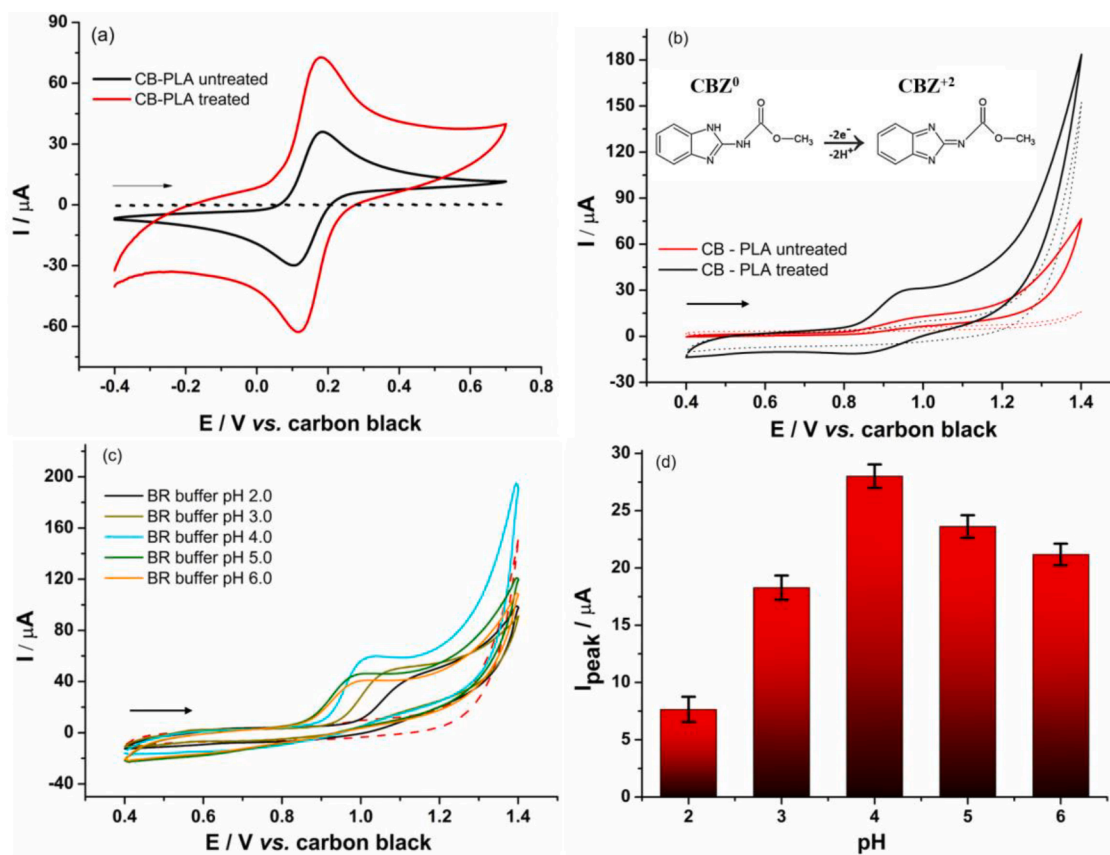 (a)
CB-PLA untreated
CB-PLA treated
I / μA
90
60
30
0
-30
-60
-90
-0.4 -0.2 0.0 0.2 0.4 0.6 0.8
E / V vs. carbon black
(b)
CBZ⁰ CBZ⁺²
NH
N
NH
O
O
CH₃
-2e⁻
-2H⁺
N
N
N
O
O
CH₃
CB - PLA untreated
CB - PLA treated
I / μA
180
150
120
90
60
30
0
-30
0.4 0.6 0.8 1.0 1.2 1.4
E / V vs. carbon black
(c)
BR buffer pH 2.0
BR buffer pH 3.0
BR buffer pH 4.0
BR buffer pH 5.0
BR buffer pH 6.0
I / μA
200
160
120
80
40
0
-40
0.4 0.6 0.8 1.0 1.2 1.4
E / V vs. carbon black
(d)
Ipeak / μA
30
25
20
15
10
5
0
2 3 4 5 6
pH